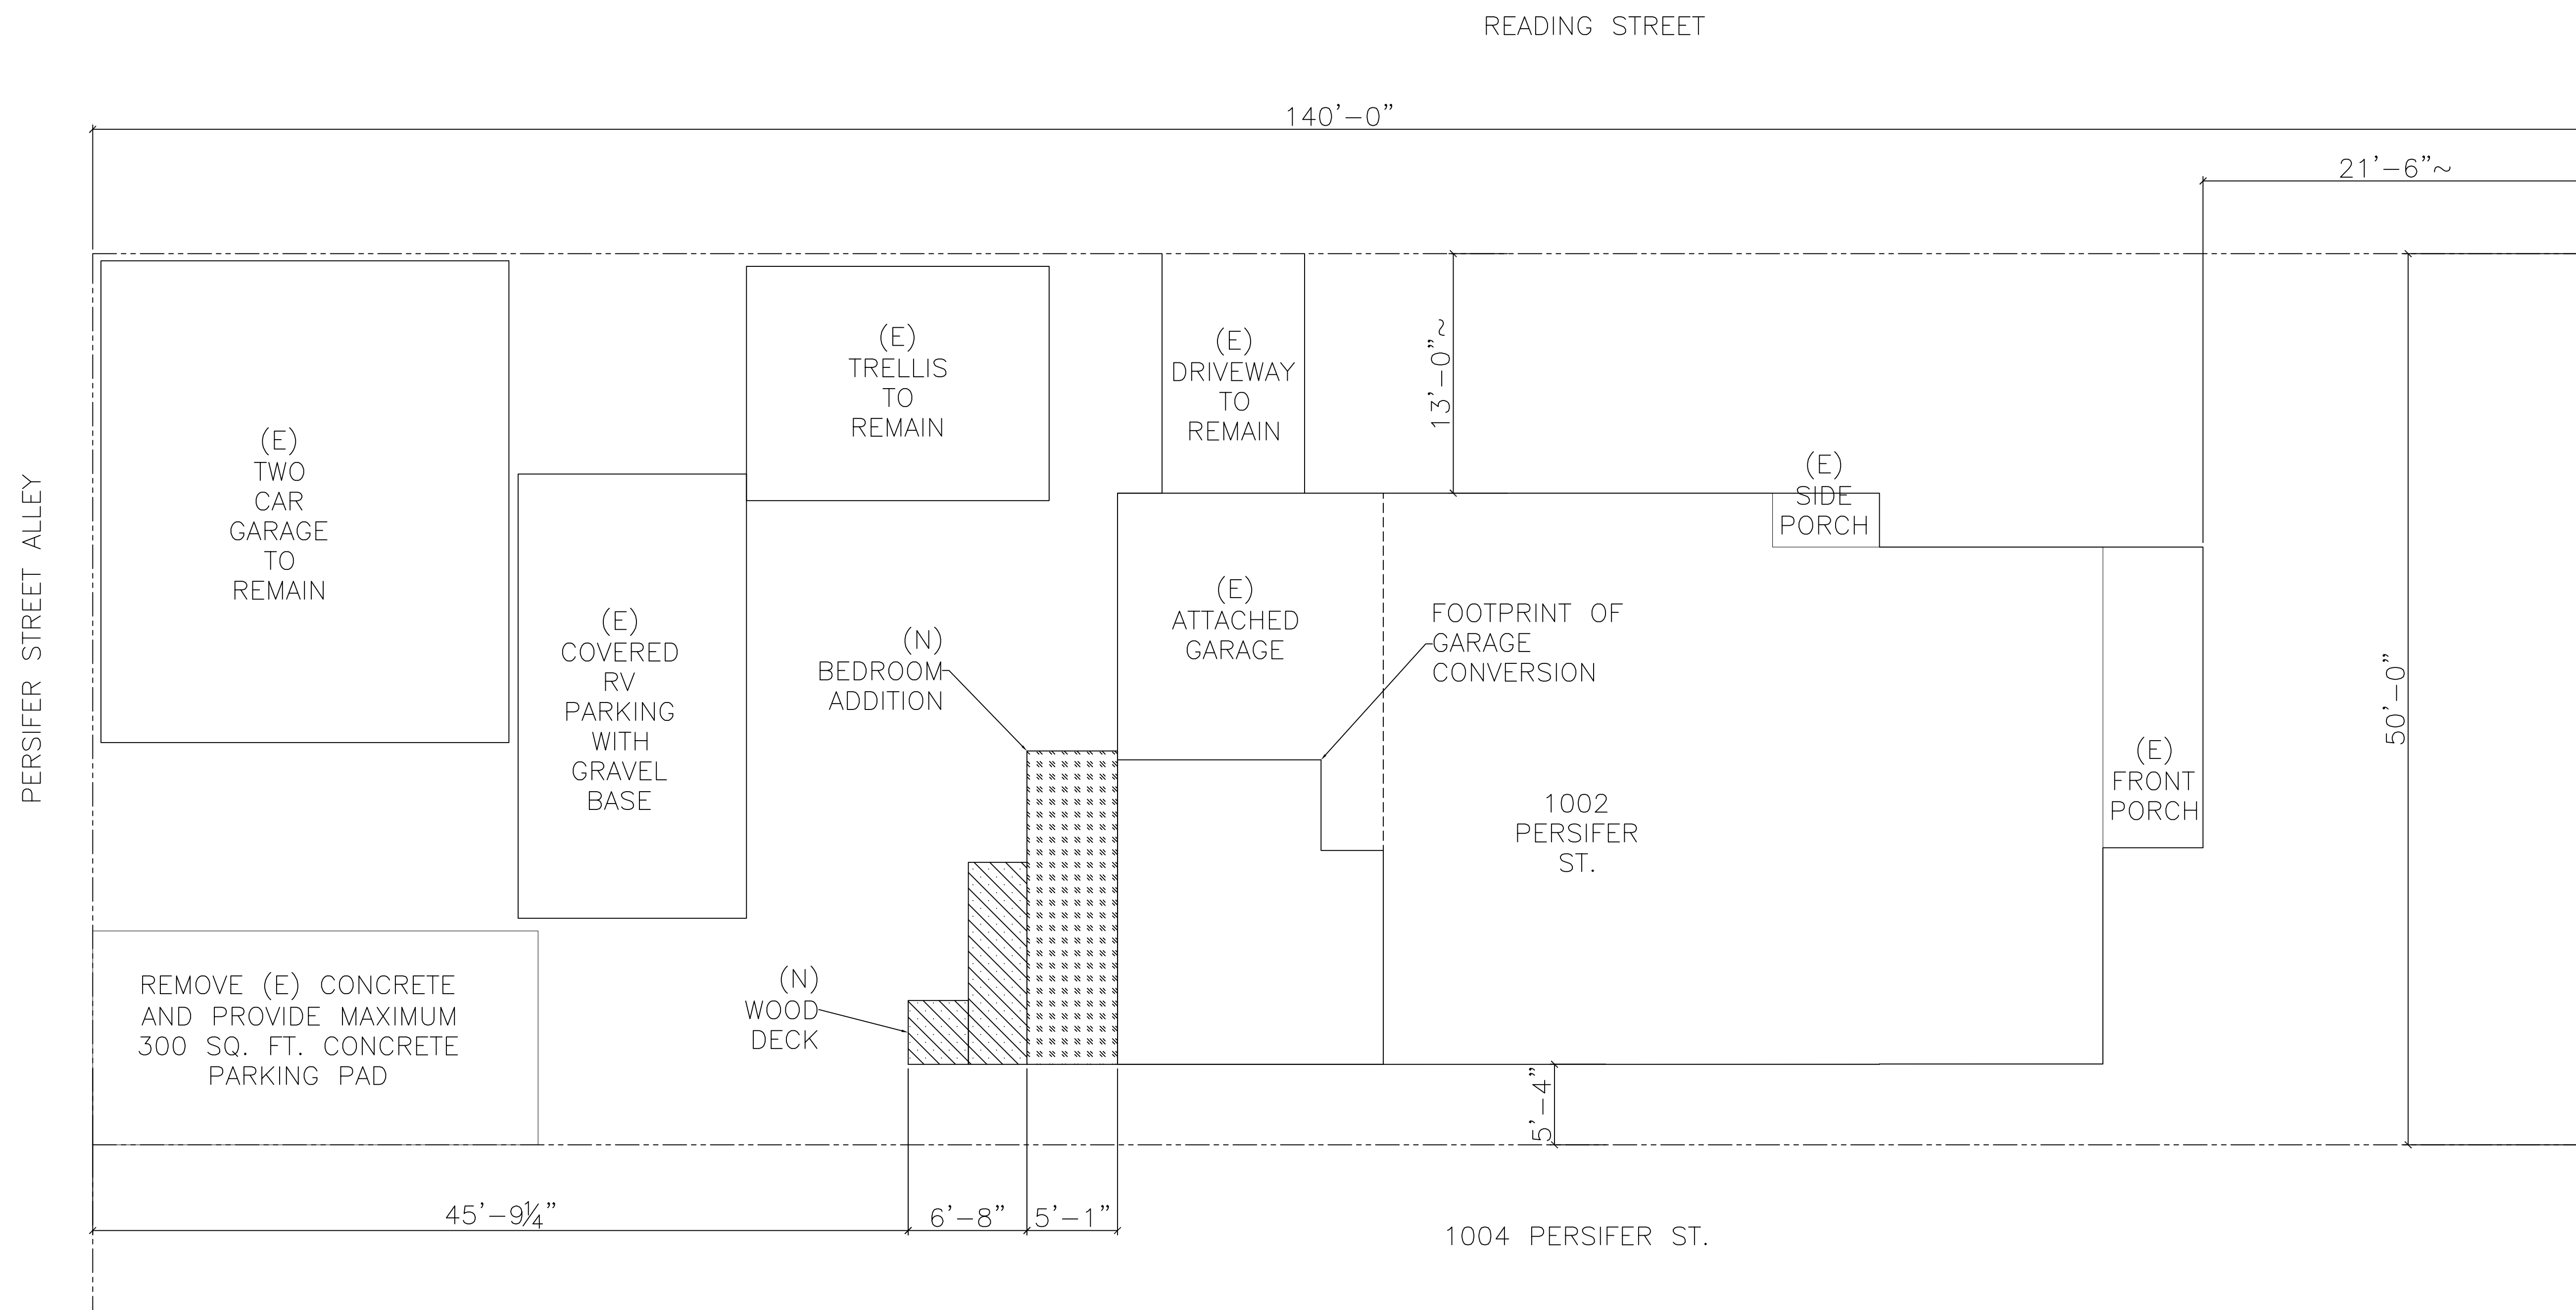 READING STREET
140'-0"
21'-6"~
(E)
TWO
CAR
GARAGE
TO
REMAIN
(E)
TRELLIS
TO
REMAIN
(E)
DRIVEWAY
TO
REMAIN
13'-0"~
(E)
SIDE
PORCH
PERSIFER STREET ALLEY
(E)
COVERED
RV
PARKING
WITH
GRAVEL
BASE
(N)
BEDROOM
ADDITION
(E)
ATTACHED
GARAGE
FOOTPRINT OF
GARAGE
CONVERSION
1002
PERSIFER
ST.
(E)
FRONT
PORCH
50'-0"
REMOVE (E) CONCRETE
AND PROVIDE MAXIMUM
300 SQ. FT. CONCRETE
PARKING PAD
(N)
WOOD
DECK
5'-4"
45'-9¼"
6'-8"
5'-1"
1004 PERSIFER ST.